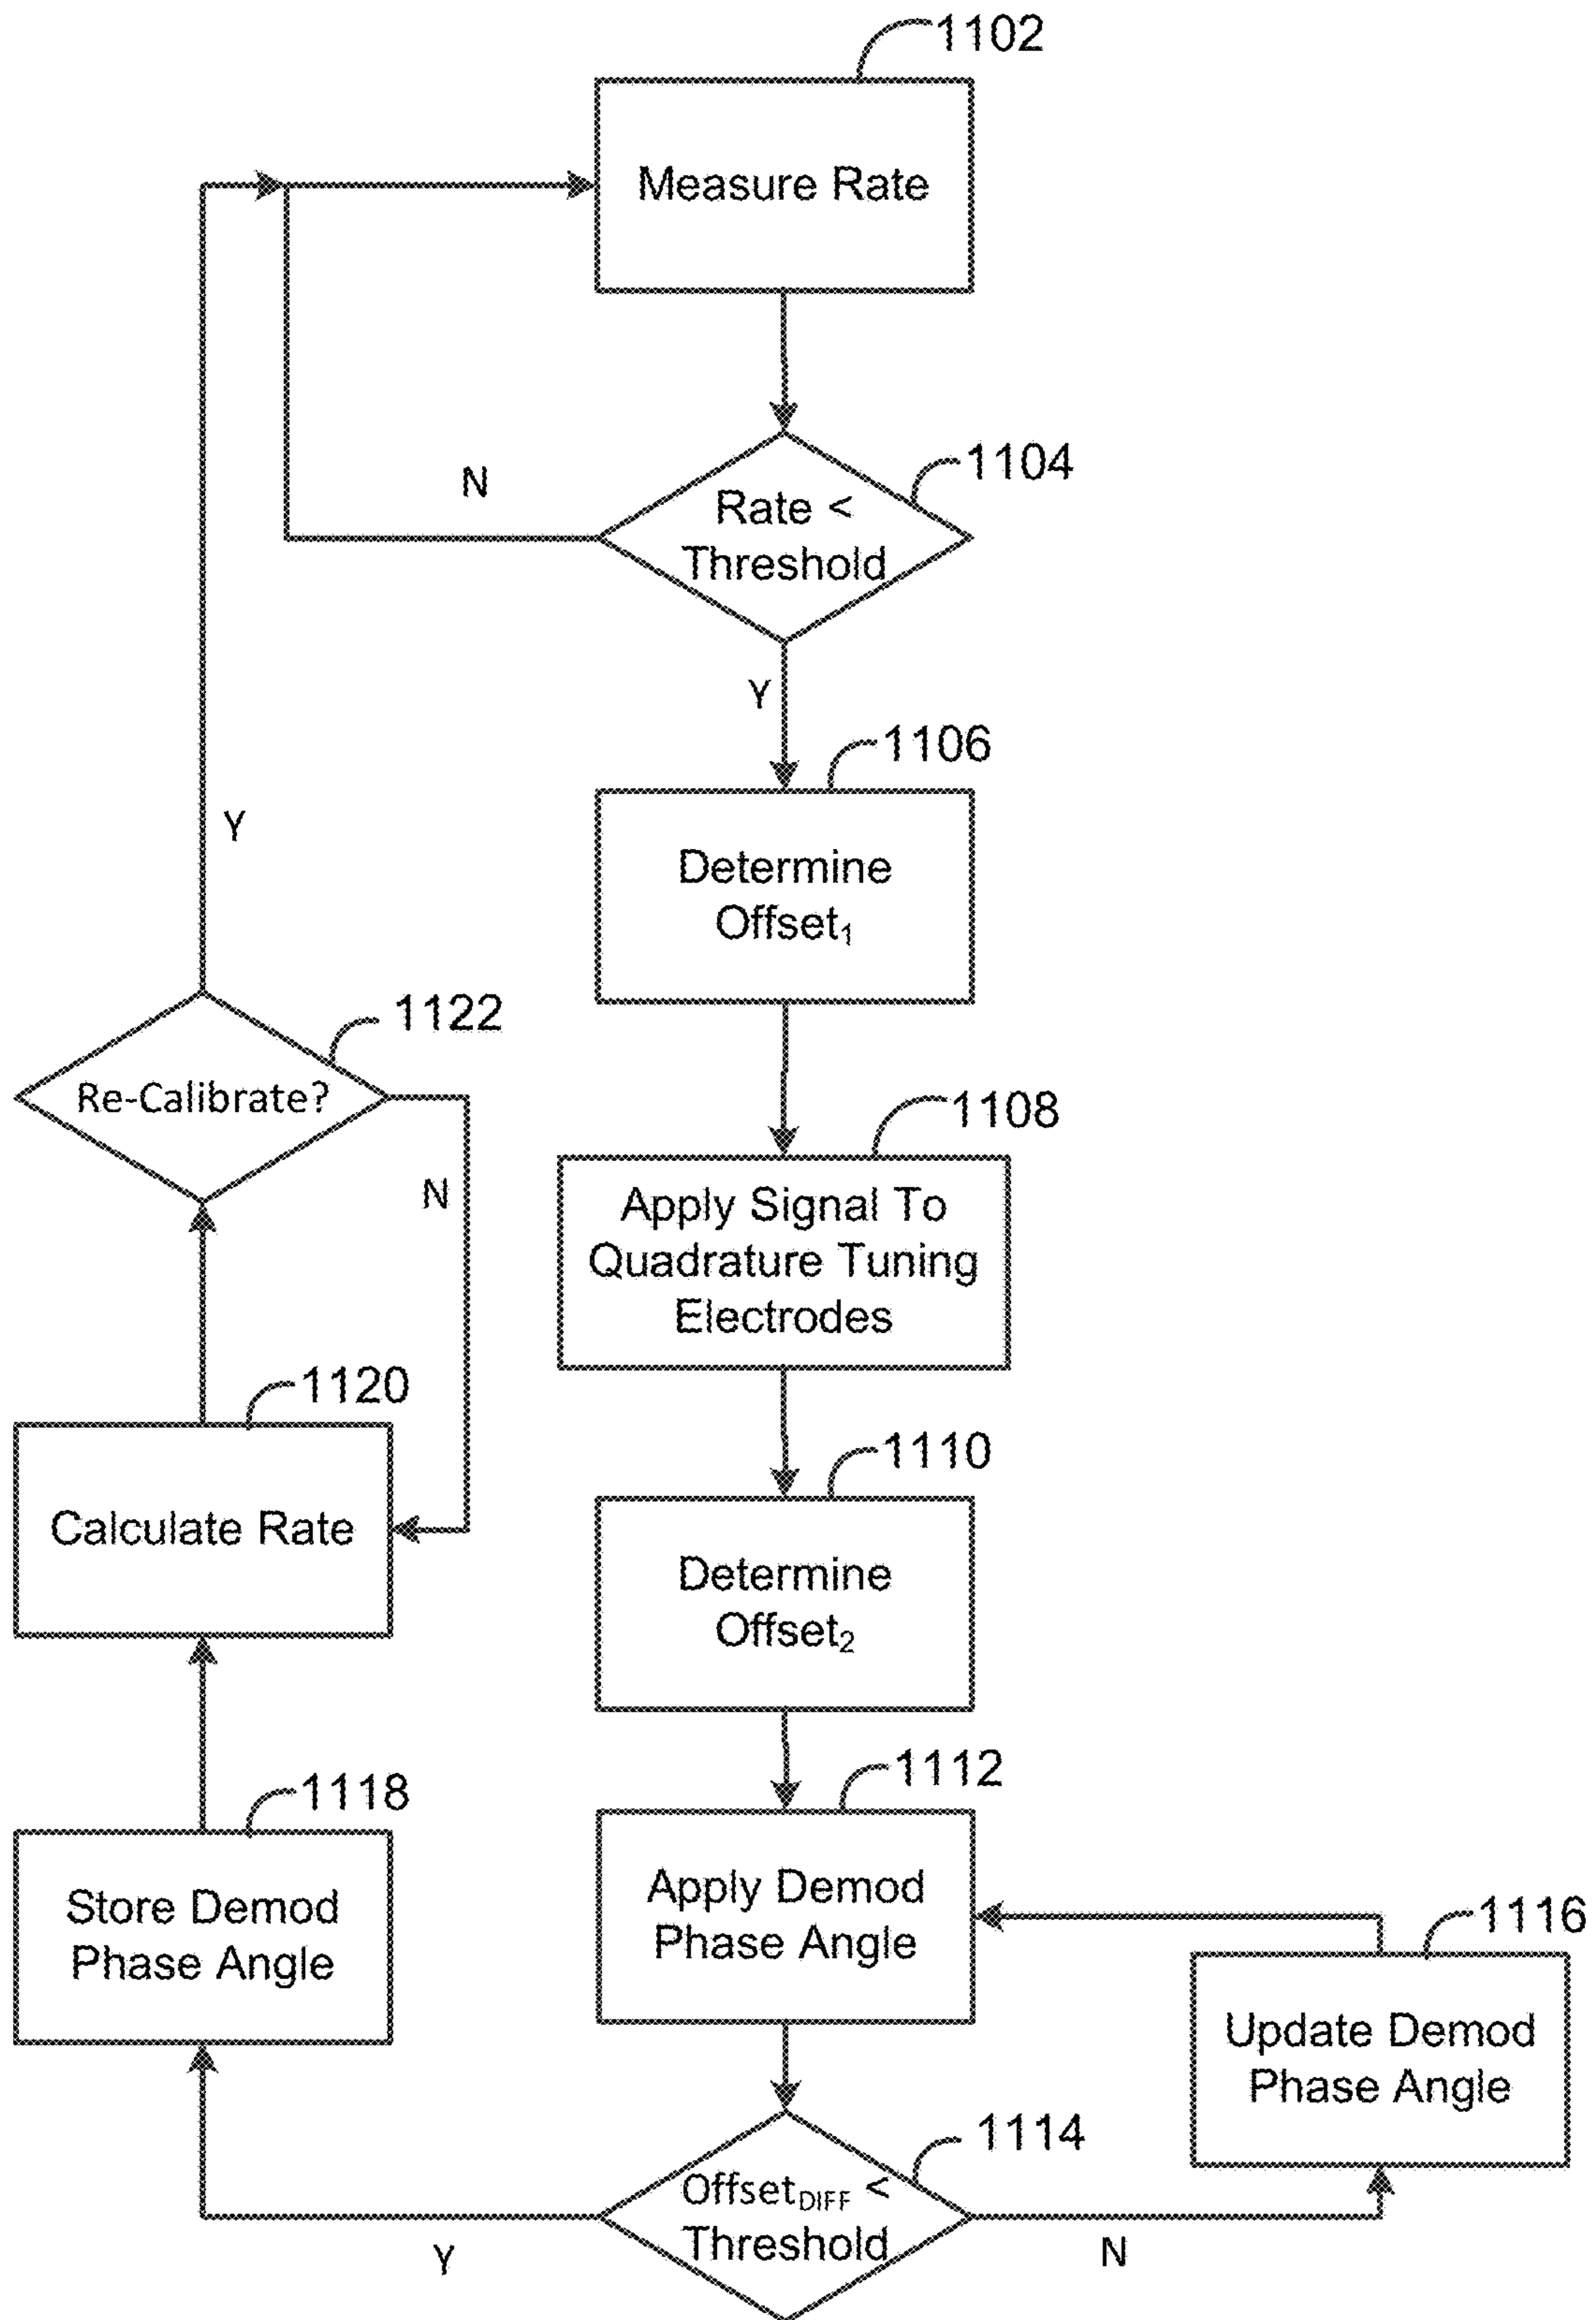 1102
Measure Rate
1104
N
Rate <
Threshold
Y
1106
Determine
Offset₁
Y
1122
Re-Calibrate?
N
1108
Apply Signal To
Quadrature Tuning
Electrodes
1120
Calculate Rate
1110
Determine
Offset₂
1112
Apply Demod
Phase Angle
1118
Store Demod
Phase Angle
1116
Update Demod
Phase Angle
1114
Offset_DIFF <
Threshold
Y
N